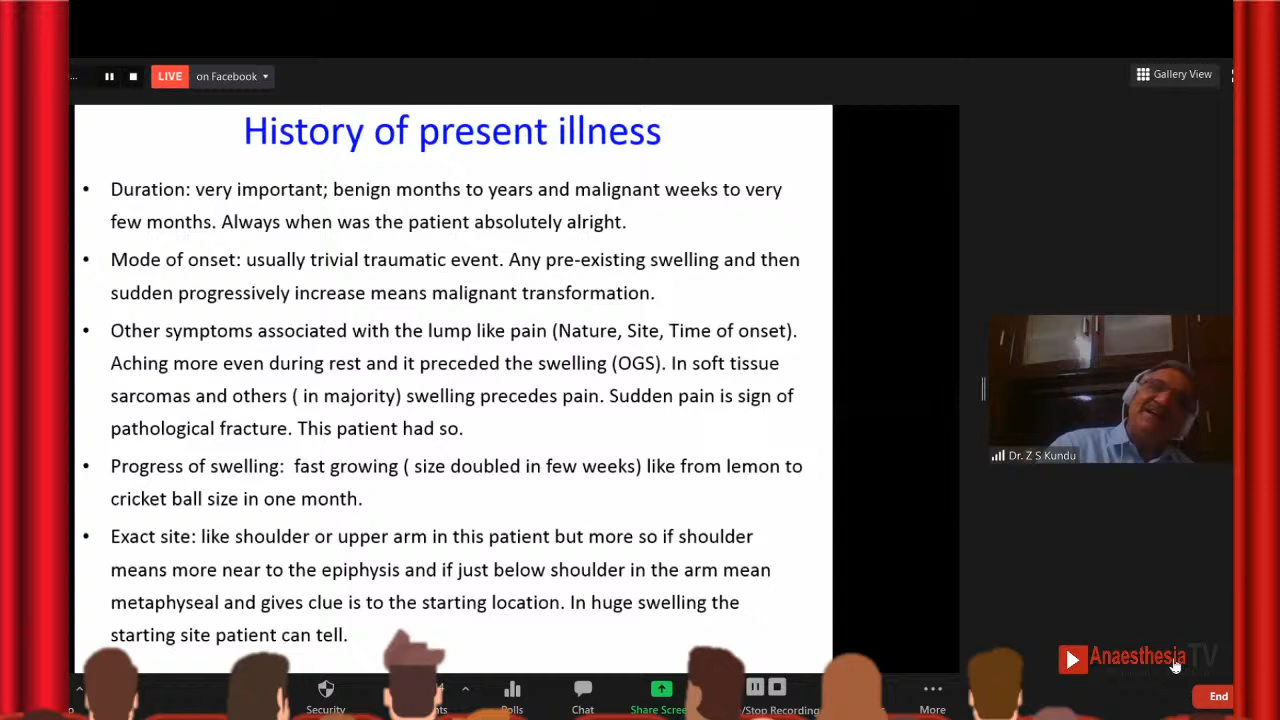 LIVE
on Facebook
Gallery View
History of present illness
• Duration: very important; benign months to years and malignant weeks to very
few months. Always when was the patient absolutely alright.
• Mode of onset: usually trivial traumatic event. Any pre-existing swelling and then
sudden progressively increase means malignant transformation.
• Other symptoms associated with the lump like pain (Nature, Site, Time of onset).
Aching more even during rest and it preceded the swelling (OGS). In soft tissue
sarcomas and others ( in majority) swelling precedes pain. Sudden pain is sign of
pathological fracture. This patient had so.
• Progress of swelling: fast growing ( size doubled in few weeks) like from lemon to
cricket ball size in one month.
• Exact site: like shoulder or upper arm in this patient but more so if shoulder
means more near to the epiphysis and if just below shoulder in the arm mean
metaphyseal and gives clue is to the starting location. In huge swelling the
starting site patient can tell.
Dr. Z S Kundu
Anaesthesia TV
Security
Polls
Chat
Share
/Stop Recording
More
End